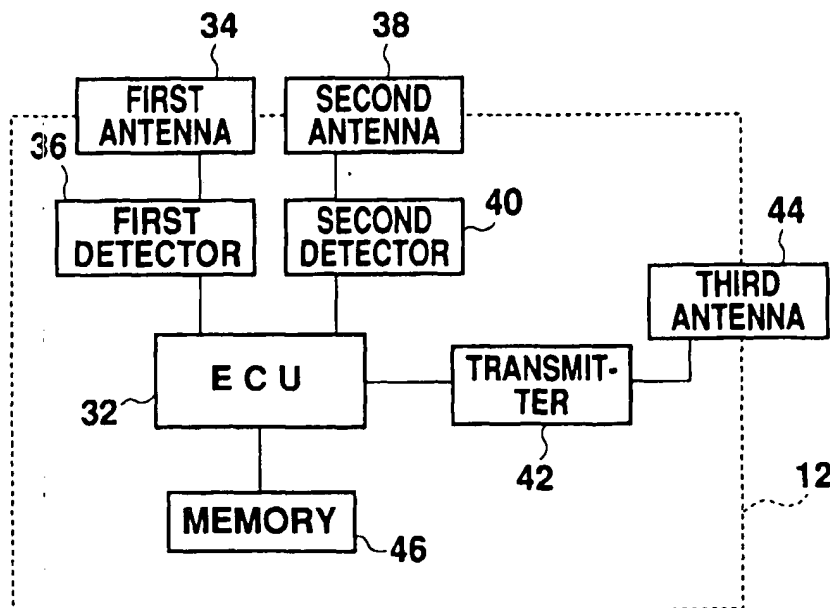 34
38
FIRST
ANTENNA
SECOND
ANTENNA
36
FIRST
DETECTOR
SECOND
DETECTOR
40
44
THIRD
ANTENNA
ECU
32
TRANSMIT-
TER
42
12
MEMORY
46